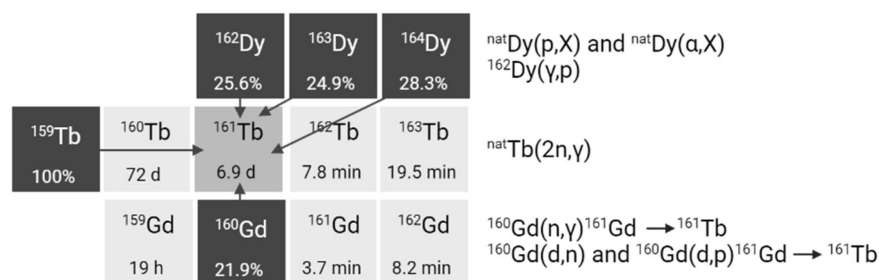 ¹⁶²Dy ¹⁶³Dy ¹⁶⁴Dy
25.6% 24.9% 28.3%
ⁿᵃᵗDy(p,X) and ⁿᵃᵗDy(α,X)
¹⁶²Dy(γ,p)
¹⁵⁹Tb ¹⁶⁰Tb ¹⁶¹Tb ¹⁶²Tb ¹⁶³Tb
100% 72 d 6.9 d 7.8 min 19.5 min
ⁿᵃᵗTb(2n,γ)
¹⁵⁹Gd ¹⁶⁰Gd ¹⁶¹Gd ¹⁶²Gd
19 h 21.9% 3.7 min 8.2 min
¹⁶⁰Gd(n,γ)¹⁶¹Gd → ¹⁶¹Tb
¹⁶⁰Gd(d,n) and ¹⁶⁰Gd(d,p)¹⁶¹Gd → ¹⁶¹Tb